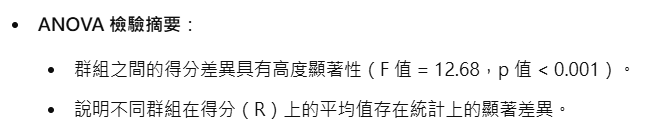 • ANOVA 檢驗摘要：
• 群組之間的得分差異具有高度顯著性（F 值 = 12.68，p 值 < 0.001）。
• 說明不同群組在得分（R）上的平均值存在統計上的顯著差異。